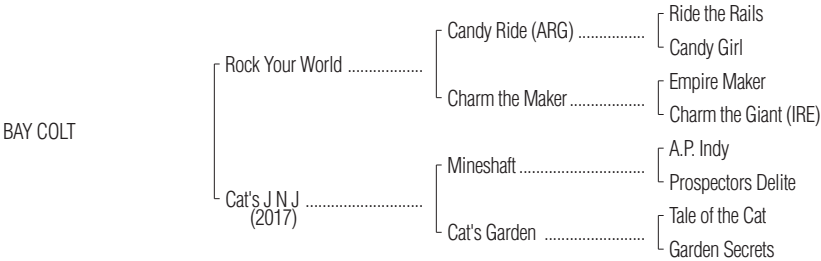 Ride the Rails
Candy Ride (ARG) ................
Candy Girl
Rock Your World ..................
Empire Maker
Charm the Maker ..................
Charm the Giant (IRE)
BAY COLT
A.P. Indy
Mineshaft ..............................
Prospectors Delite
Cat's J N J ............................
(2017)
Tale of the Cat
Cat's Garden ........................
Garden Secrets